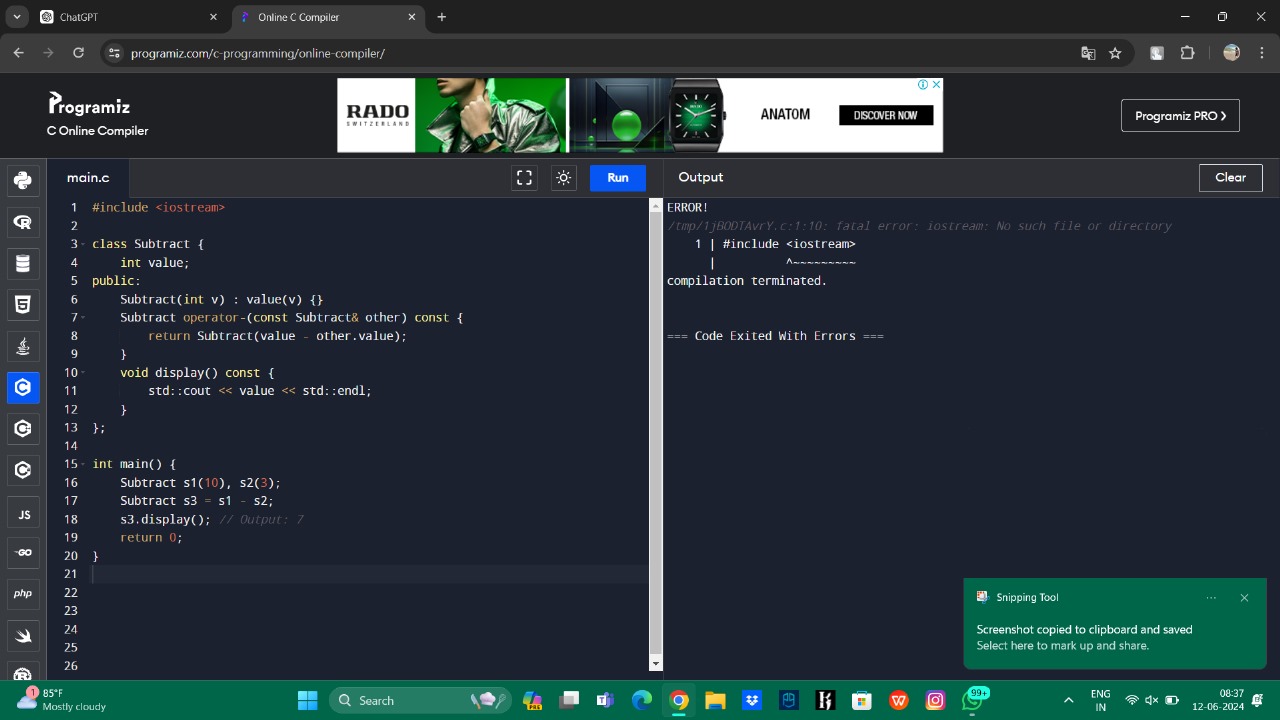 ChatGPT
Online C Compiler
programiz.com/c-programming/online-compiler/
Programiz
C Online Compiler
RADO
SWITZERLAND
ANATOM
DISCOVER NOW
Programiz PRO ›
main.c
Run
Output
Clear
1 #include <iostream>
2
3 class Subtract {
4 int value;
5 public:
6 Subtract(int v) : value(v) {}
7 Subtract operator-(const Subtract& other) const {
8 return Subtract(value - other.value);
9 }
10 void display() const {
11 std::cout << value << std::endl;
12 }
13 };
14
15 int main() {
16 Subtract s1(10), s2(3);
17 Subtract s3 = s1 - s2;
18 s3.display(); // Output: 7
19 return 0;
20 }
21
22
23
24
25
26
ERROR!
/tmp/1jBODTAvrY.c:1:10: fatal error: iostream: No such file or directory
1 | #include <iostream>
| ^~~~~~~~~~
compilation terminated.
=== Code Exited With Errors ===
JS
GO
php
Snipping Tool
Screenshot copied to clipboard and saved
Select here to mark up and share.
1
85°F
Mostly cloudy
Search
99+
ENG
IN
08:37
12-06-2024